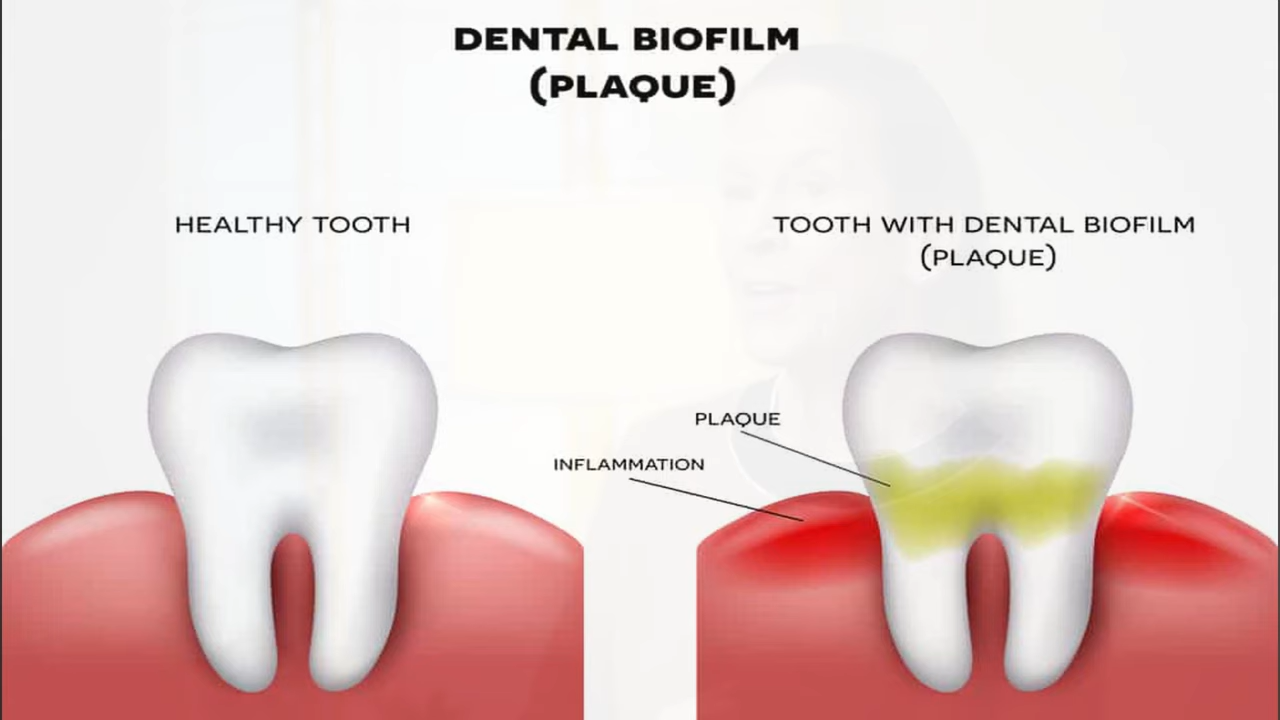 DENTAL BIOFILM
(PLAQUE)
HEALTHY TOOTH
TOOTH WITH DENTAL BIOFILM
(PLAQUE)
PLAQUE
INFLAMMATION